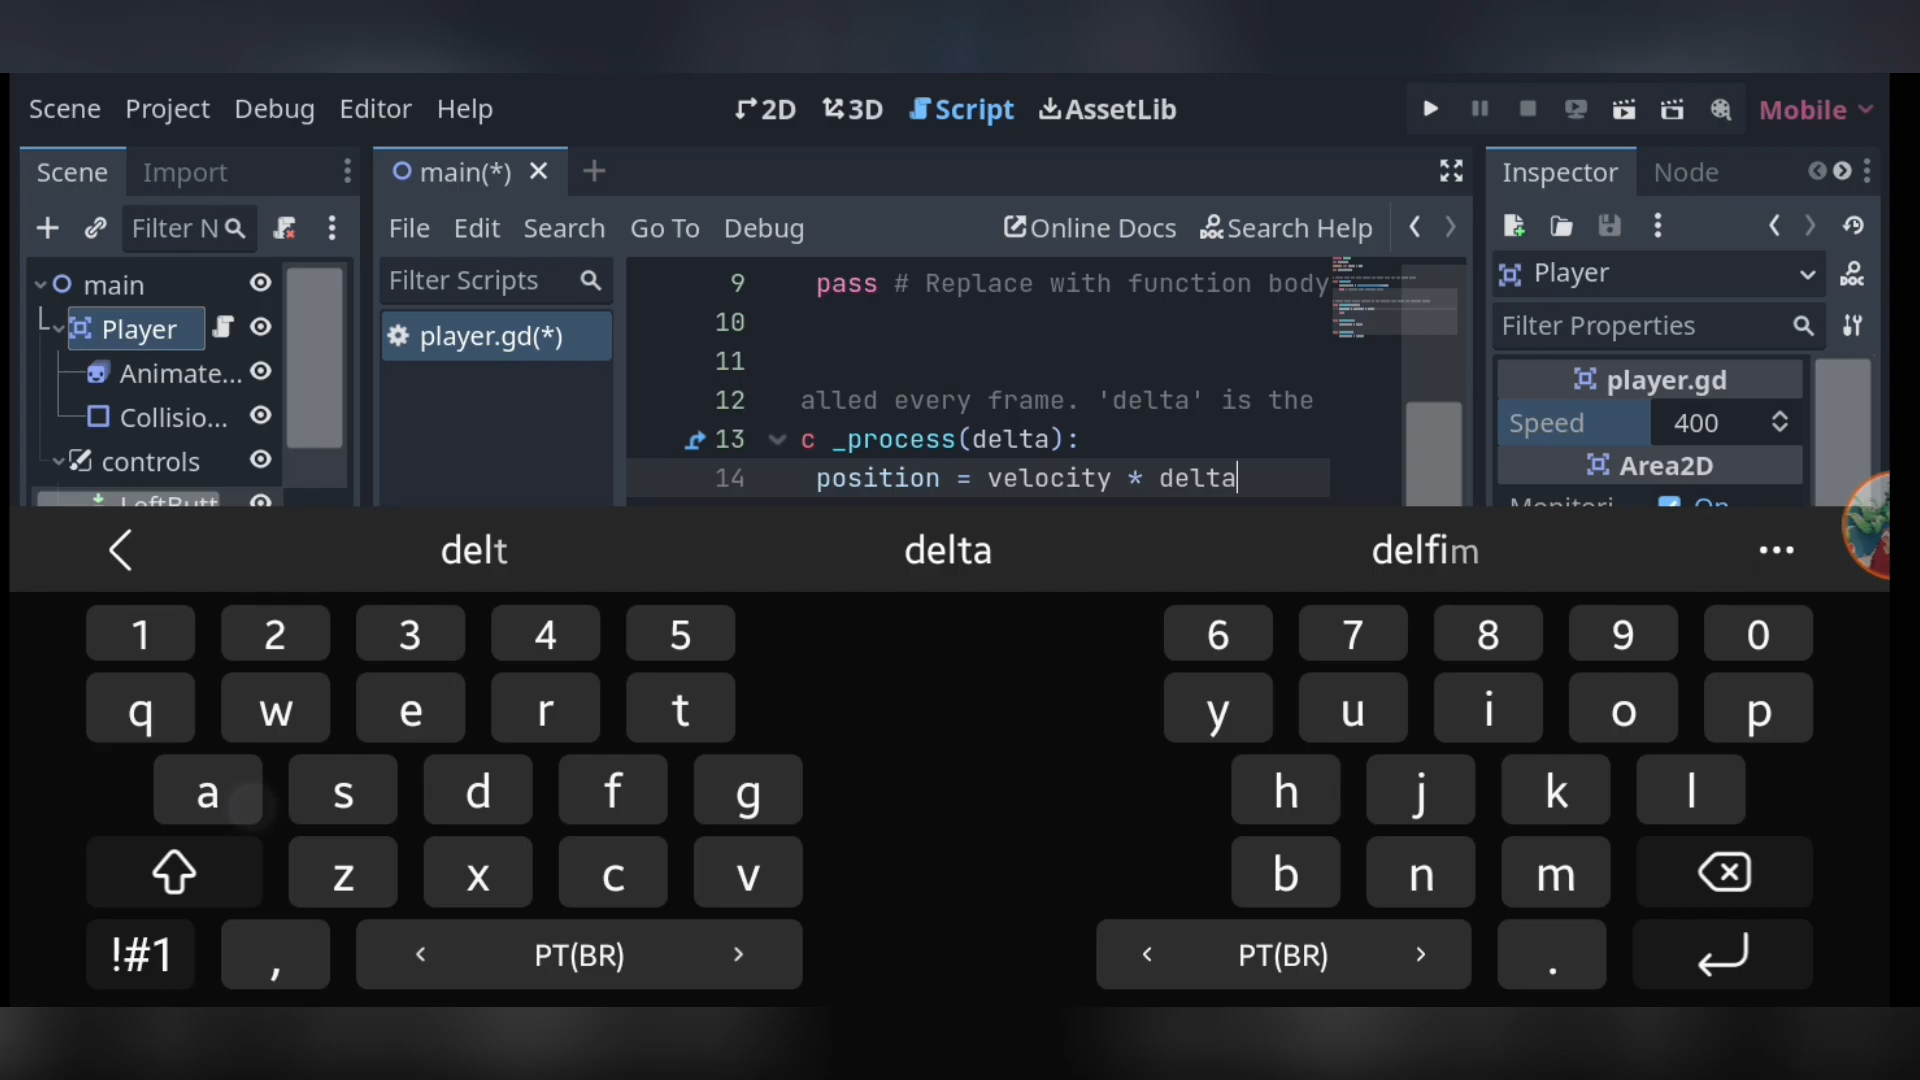 Scene Project Debug Editor Help 2D 3D Script AssetLib Mobile
Scene Import main(*) Inspector Node
Filter N File Edit Search Go To Debug Online Docs Search Help
main Filter Scripts 9 pass # Replace with function body Player
Player player.gd(*) 10 Filter Properties
Animate... 11 player.gd
Collisio... 12 alled every frame. 'delta' is the Speed 400
controls 13 c _process(delta): Area2D
LeftButt 14 position = velocity * delta Monitori On
delt delta delfim
1 2 3 4 5 6 7 8 9 0
q w e r t y u i o p
a s d f g h j k l
z x c v b n m
!#1 , < PT(BR) > < PT(BR) > .